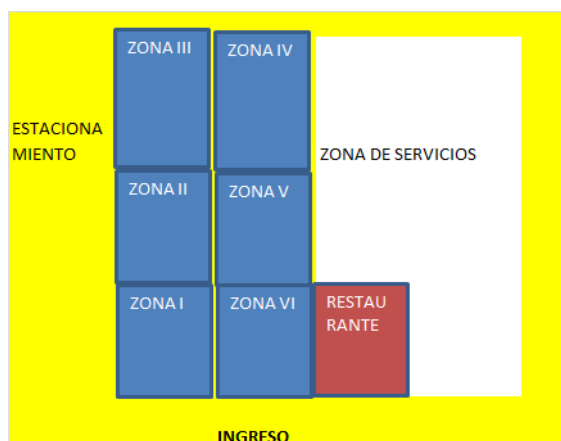 ZONA III
ZONA IV
ESTACIONA
MIENTO
ZONA DE SERVICIOS
ZONA II
ZONA V
ZONA I
ZONA VI
RESTAU
RANTE
INGRESO